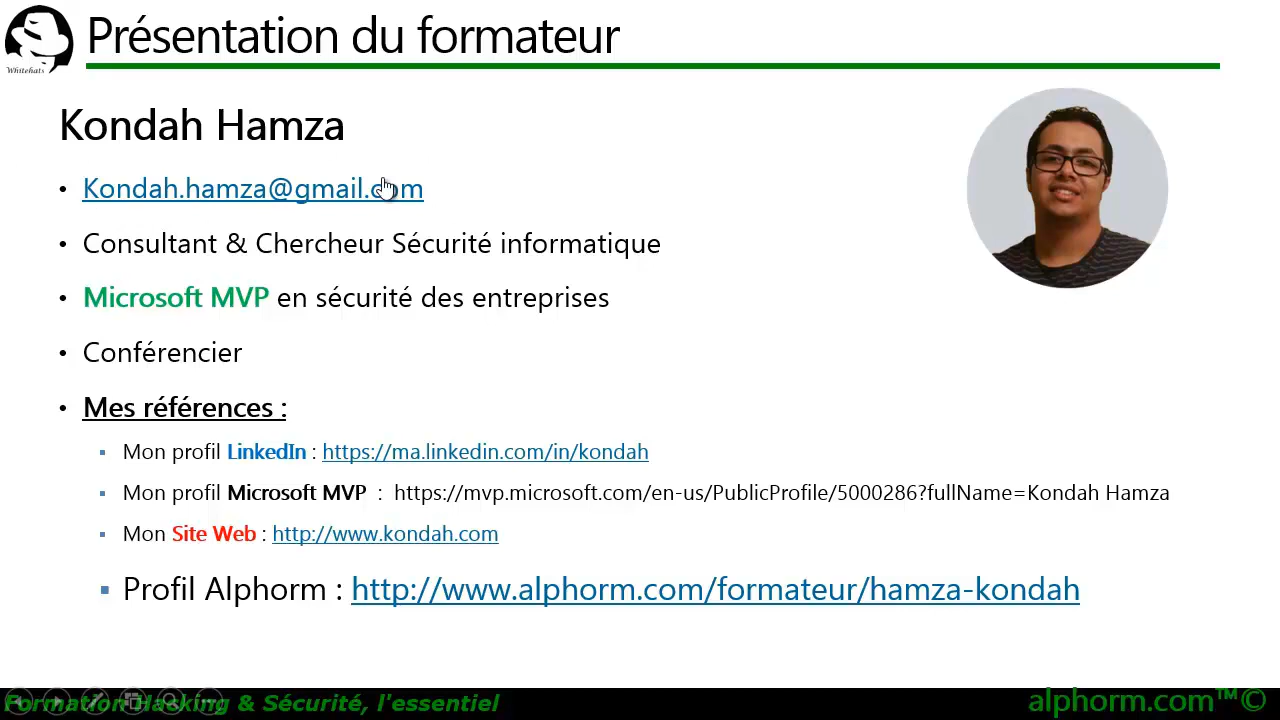 Présentation du formateur
Whitehats
Kondah Hamza
• Kondah.hamza@gmail.com
• Consultant & Chercheur Sécurité informatique
• Microsoft MVP en sécurité des entreprises
• Conférencier
• Mes références :
▪ Mon profil LinkedIn : https://ma.linkedin.com/in/kondah
▪ Mon profil Microsoft MVP : https://mvp.microsoft.com/en-us/PublicProfile/5000286?fullName=Kondah Hamza
▪ Mon Site Web : http://www.kondah.com
▪ Profil Alphorm : http://www.alphorm.com/formateur/hamza-kondah
Formation Hacking & Sécurité, l'essentiel
alphorm.com™©